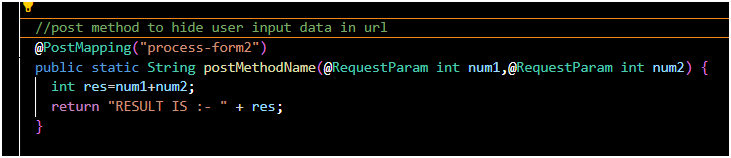 //post method to hide user input data in url
@PostMapping("process-form2")
public static String postMethodName(@RequestParam int num1,@RequestParam int num2) {
int res=num1+num2;
return "RESULT IS :- " + res;
}